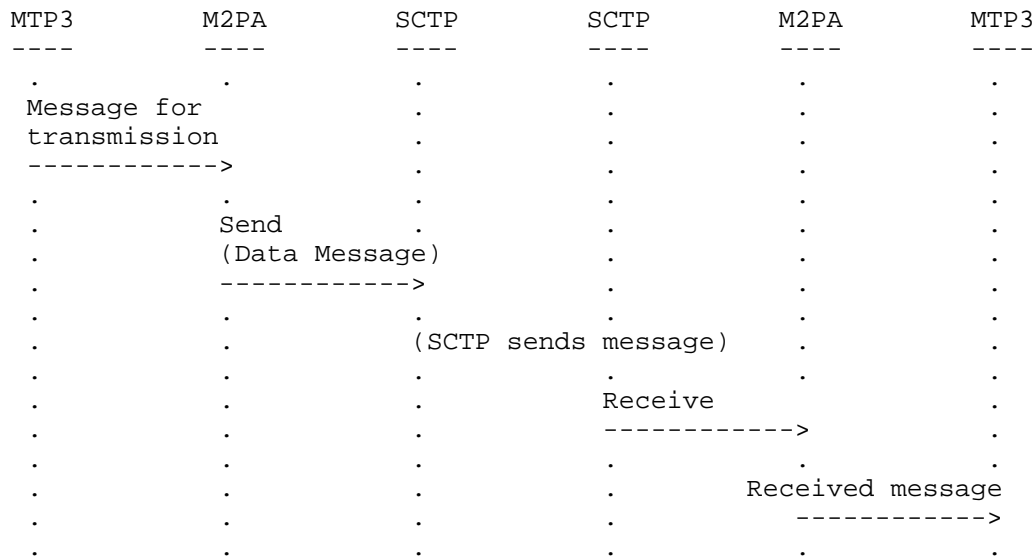 MTP3 M2PA SCTP SCTP M2PA MTP3
---- ---- ---- ---- ---- ----
. . . . . .
Message for . . . .
transmission . . . .
------------> . . . .
. . . . . .
. Send . . . .
. (Data Message) . . .
. ------------> . . .
. . . . . .
. . (SCTP sends message) . .
. . . . . .
. . . Receive .
. . . ------------> .
. . . . . .
. . . . Received message
. . . . ------------>
. . . . . .